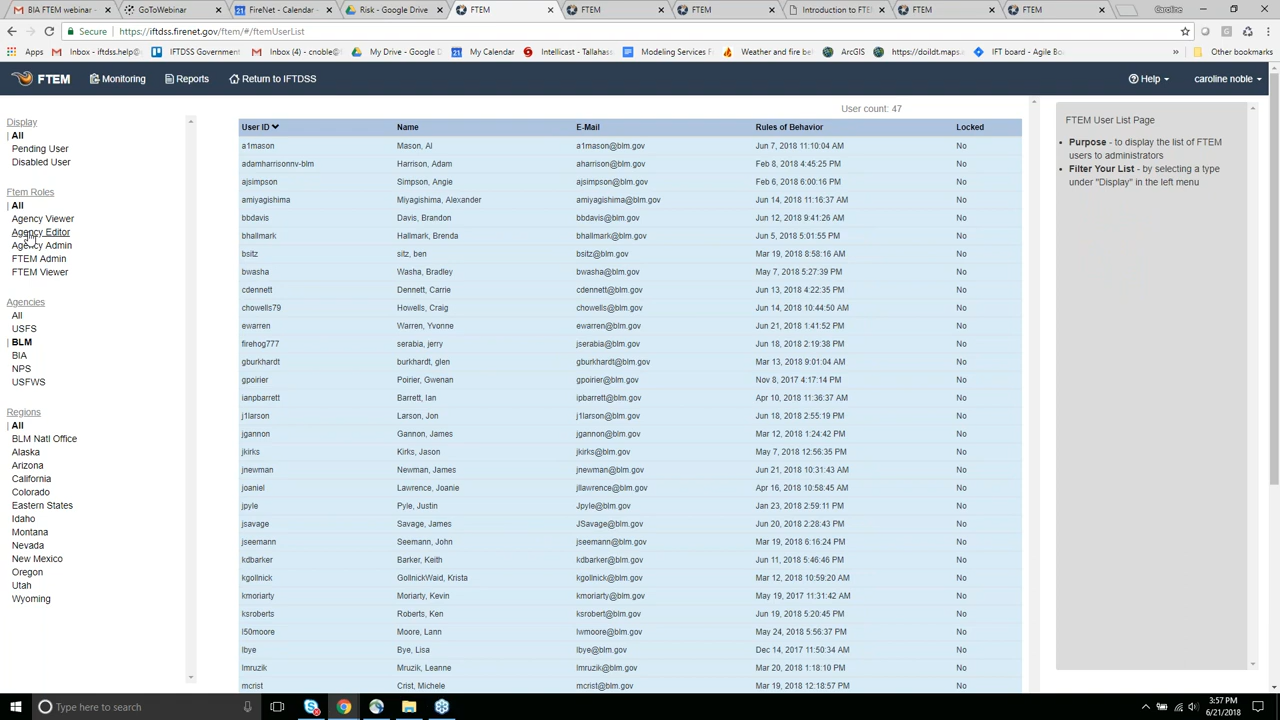 BIA FTEM webinar -
GoToWebinar
FireNet - Calendar -
Risk - Google Drive
FTEM
FTEM
FTEM
Introduction to FTEM
FTEM
FTEM
Caroline
https://iftdss.firenet.gov/ftem/#/ftemUserList
Apps
Inbox - iftdss.help@
IFTDSS Government
Inbox (4) - cnoble@
My Drive - Google D
My Calendar
Intellicast - Tallahass
Modeling Services F
Weather and fire be
ArcGIS
https://doildt.maps.a
IFT board - Agile Bo
»
Other bookmarks
FTEM
Monitoring
Reports
Return to IFTDSS
Help
caroline noble
Display
All
Pending User
Disabled User
Ftem Roles
All
Agency Viewer
Agency Editor
Agency Admin
FTEM Admin
FTEM Viewer
Agencies
All
USFS
BLM
BIA
NPS
USFWS
Regions
All
BLM Natl Office
Alaska
Arizona
California
Colorado
Eastern States
Idaho
Montana
Nevada
New Mexico
Oregon
Utah
Wyoming
User count: 47
User ID Name E-Mail Rules of Behavior Locked
a1mason Mason, Al a1mason@blm.gov Jun 7, 2018 11:10:04 AM No
adamharrisonnv-blm Harrison, Adam aharrison@blm.gov Feb 8, 2018 4:45:25 PM No
ajsimpson Simpson, Angie ajsimpson@blm.gov Feb 6, 2018 6:00:16 PM No
amiyagishima Miyagishima, Alexander amiyagishima@blm.gov Jun 14, 2018 11:16:37 AM No
bbdavis Davis, Brandon bbdavis@blm.gov Jun 12, 2018 9:41:26 AM No
bhallmark Hallmark, Brenda bhallmark@blm.gov Jun 5, 2018 5:01:55 PM No
bsitz sitz, ben bsitz@blm.gov Mar 19, 2018 8:58:16 AM No
bwasha Washa, Bradley bwasha@blm.gov May 7, 2018 5:27:39 PM No
cdennett Dennett, Carrie cdennett@blm.gov Jun 13, 2018 4:22:35 PM No
chowells79 Howells, Craig chowells@blm.gov Jun 14, 2018 10:44:50 AM No
ewarren Warren, Yvonne ewarren@blm.gov Jun 21, 2018 1:41:52 PM No
firehog777 serabia, jerry jserabia@blm.gov Jun 18, 2018 2:19:38 PM No
gburkhardt burkhardt, glen gburkhardt@blm.gov Mar 13, 2018 9:01:04 AM No
gpoirier Poirier, Gwenan gpoirier@blm.gov Nov 8, 2017 4:17:14 PM No
ianpbarrett Barrett, Ian ipbarrett@blm.gov Apr 10, 2018 11:36:37 AM No
j1larson Larson, Jon j1larson@blm.gov Jun 18, 2018 2:55:19 PM No
jgannon Gannon, James jgannon@blm.gov Mar 12, 2018 1:24:42 PM No
jkirks Kirks, Jason jkirks@blm.gov May 7, 2018 12:56:35 PM No
jnewman Newman, James jnewman@blm.gov Jun 21, 2018 10:31:43 AM No
joaniel Lawrence, Joanie jllawrence@blm.gov Apr 16, 2018 10:58:45 AM No
jpyle Pyle, Justin Jpyle@blm.gov Jan 23, 2018 2:59:11 PM No
jsavage Savage, James JSavage@blm.gov Jun 20, 2018 2:28:43 PM No
jseemann Seemann, John jseemann@blm.gov Mar 19, 2018 6:16:24 PM No
kdbarker Barker, Keith kdbarker@blm.gov Jun 11, 2018 5:46:46 PM No
kgollnick GollnickWaid, Krista kgollnick@blm.gov Mar 12, 2018 10:59:20 AM No
kmoriarty Moriarty, Kevin kmoriarty@blm.gov May 19, 2017 11:31:42 AM No
ksroberts Roberts, Ken ksrobert@blm.gov Jun 19, 2018 5:20:45 PM No
l50moore Moore, Lann lwmoore@blm.gov May 24, 2018 5:56:37 PM No
lbye Bye, Lisa lbye@blm.gov Dec 14, 2017 11:50:34 AM No
lmruzik Mruzik, Leanne lmruzik@blm.gov Mar 20, 2018 1:18:10 PM No
mcrist Crist, Michele mcrist@blm.gov Mar 19, 2018 12:18:57 PM No
FTEM User List Page
Purpose - to display the list of FTEM
users to administrators
Filter Your List - by selecting a type
under "Display" in the left menu
Type here to search
3:57 PM
6/21/2018